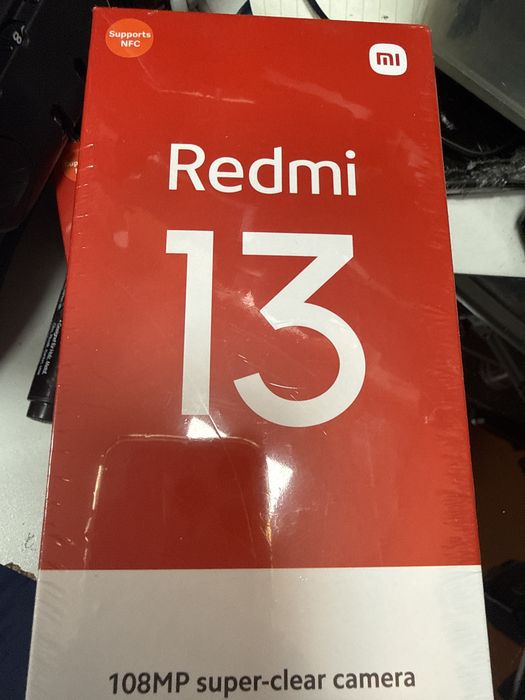 Supports
NFC
mi
Redmi
13
108MP super-clear camera